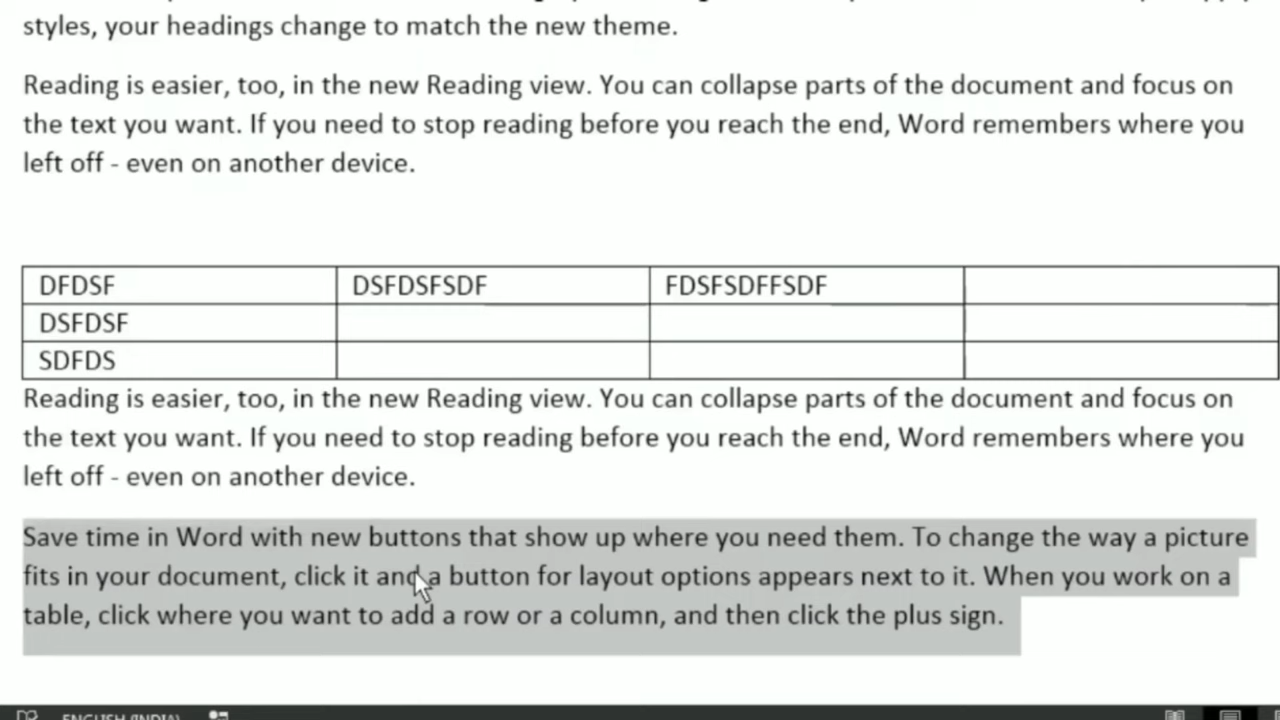 styles, your headings change to match the new theme.
Reading is easier, too, in the new Reading view. You can collapse parts of the document and focus on
the text you want. If you need to stop reading before you reach the end, Word remembers where you
left off - even on another device.
DFDSF DSFDSFSDF FDSFSDFFSDF
DSFDSF
SDFDS
Reading is easier, too, in the new Reading view. You can collapse parts of the document and focus on
the text you want. If you need to stop reading before you reach the end, Word remembers where you
left off - even on another device.
Save time in Word with new buttons that show up where you need them. To change the way a picture
fits in your document, click it and a button for layout options appears next to it. When you work on a
table, click where you want to add a row or a column, and then click the plus sign.
ENGLISH (INDIA)